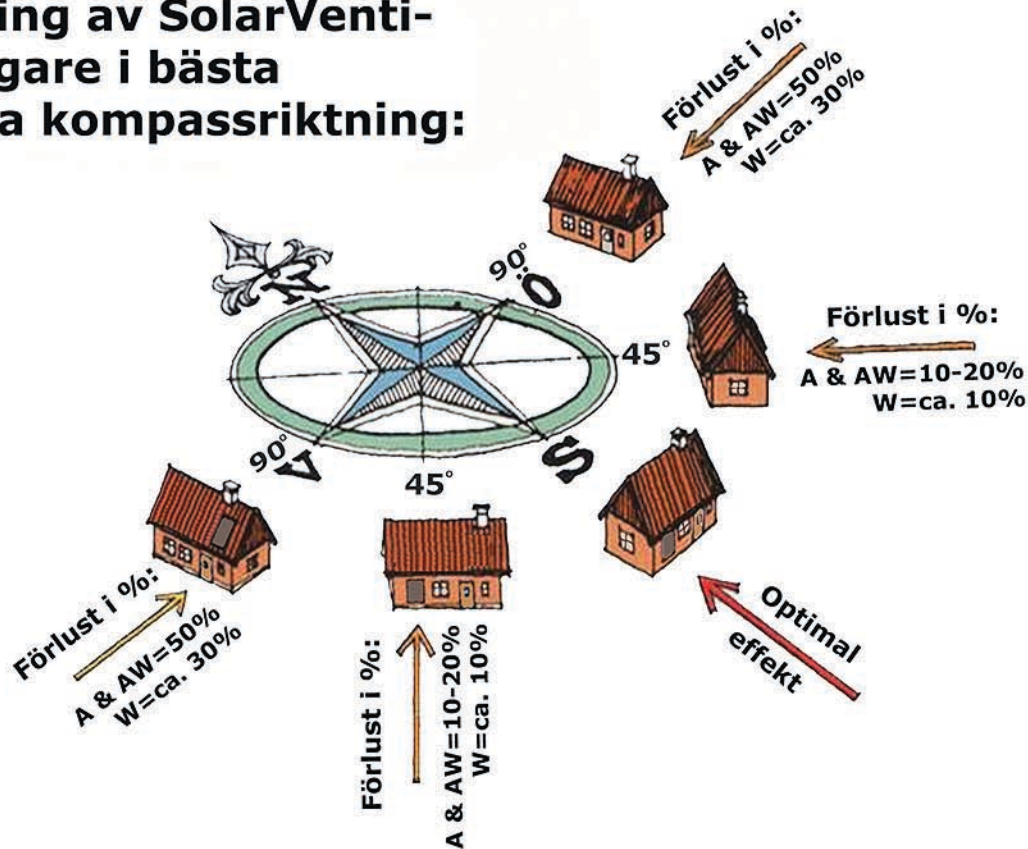 ing av SolarVenti-
gare i bästa
a kompassriktning:
Förlust i %:
A & AW=50%
W=ca. 30%
N
90°
Ö
45°
Förlust i %:
A & AW=10-20%
W=ca. 10%
90°
V
45°
S
Förlust i %:
A & AW=50%
W=ca. 30%
Förlust i %:
A & AW=10-20%
W=ca. 10%
Optimal
effekt